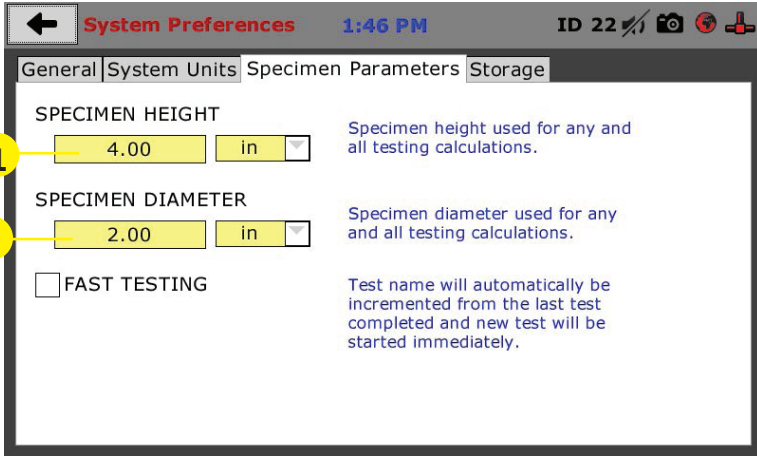 System Preferences 1:46 PM ID 22
General System Units Specimen Parameters Storage
SPECIMEN HEIGHT
Specimen height used for any and
all testing calculations.
1 4.00 in
SPECIMEN DIAMETER
Specimen diameter used for any
and all testing calculations.
2.00 in
FAST TESTING
Test name will automatically be
incremented from the last test
completed and new test will be
started immediately.